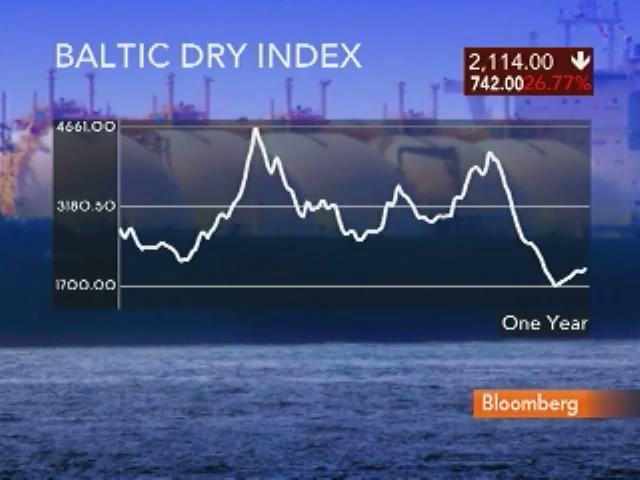 BALTIC DRY INDEX
2,114.00
742.00 26.77%
4661.00
3180.50
1700.00
One Year
Bloomberg